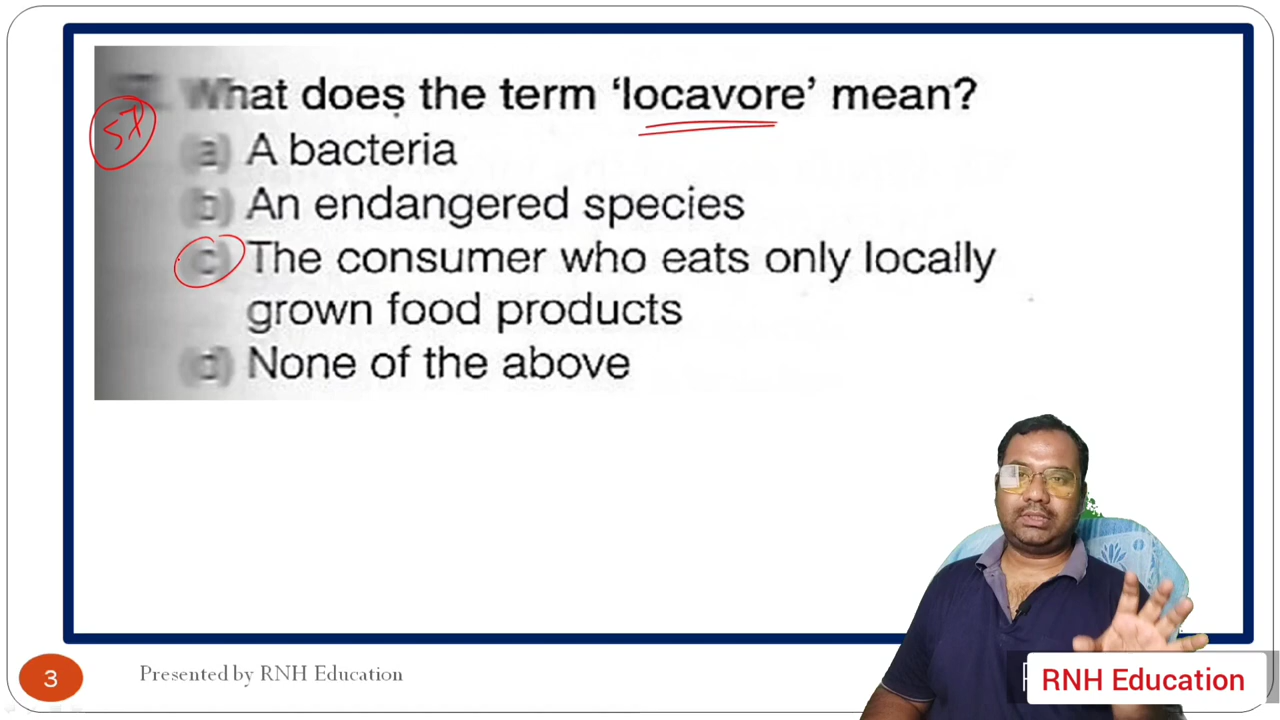 What does the term ‘locavore’ mean?
57
a) A bacteria
b) An endangered species
c) The consumer who eats only locally
grown food products
d) None of the above
3
Presented by RNH Education
RNH Education